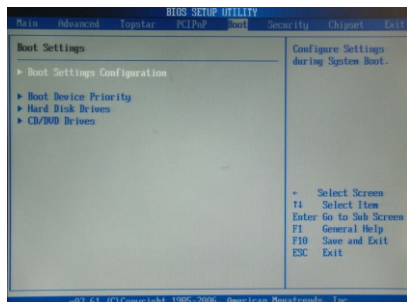 BIOS SETUP UTILITY
Main Advanced Topstar PCIPnP Boot Security Chipset Exit
Boot Settings
▶ Boot Settings Configuration
▶ Boot Device Priority
▶ Hard Disk Drives
▶ CD/DVD Drives
Configure Settings
during System Boot.
← Select Screen
↑↓ Select Item
Enter Go to Sub Screen
F1 General Help
F10 Save and Exit
ESC Exit
v02.61 (C)Copyright 1985-2006, American Megatrends, Inc.